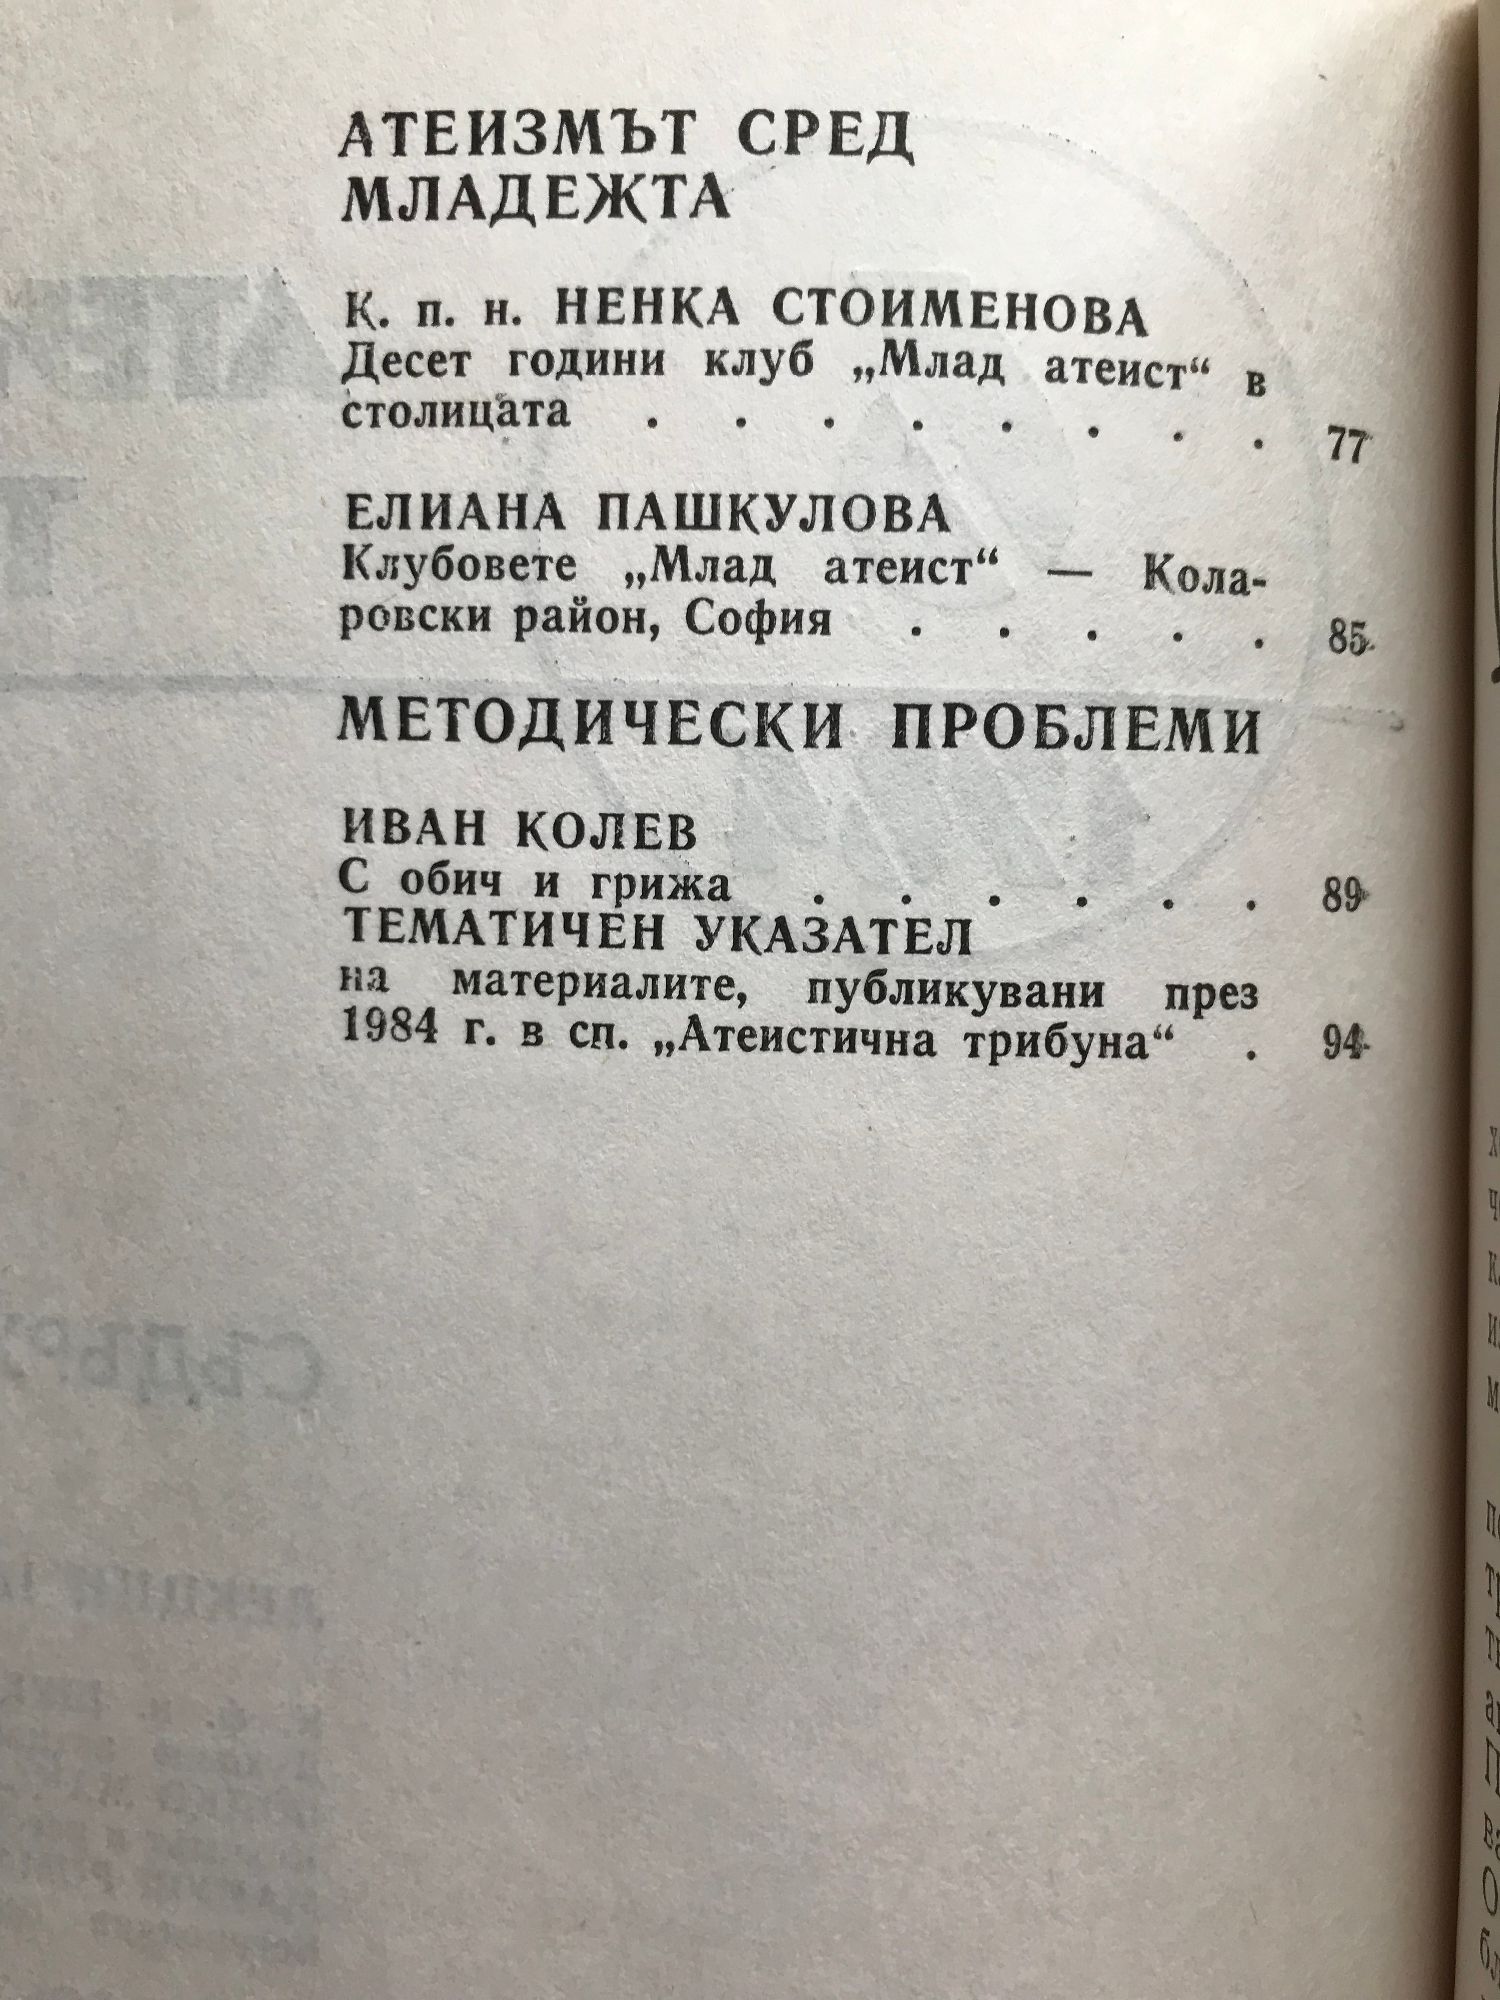 АТЕИЗМЪТ СРЕД
МЛАДЕЖТА
К. п. н. НЕНКА СТОИМЕНОВА
Десет години клуб „Млад атеист“ в
столицата . . . . . . . . 77
ЕЛИАНА ПАШКУЛОВА
Клубовете „Млад атеист“ — Кола-
ровски район, София . . . . . 85
МЕТОДИЧЕСКИ ПРОБЛЕМИ
ИВАН КОЛЕВ
С обич и грижа . . . . . . 89
ТЕМАТИЧЕН УКАЗАТЕЛ
на материалите, публикувани през
1984 г. в сп. „Атеистична трибуна“ . 94